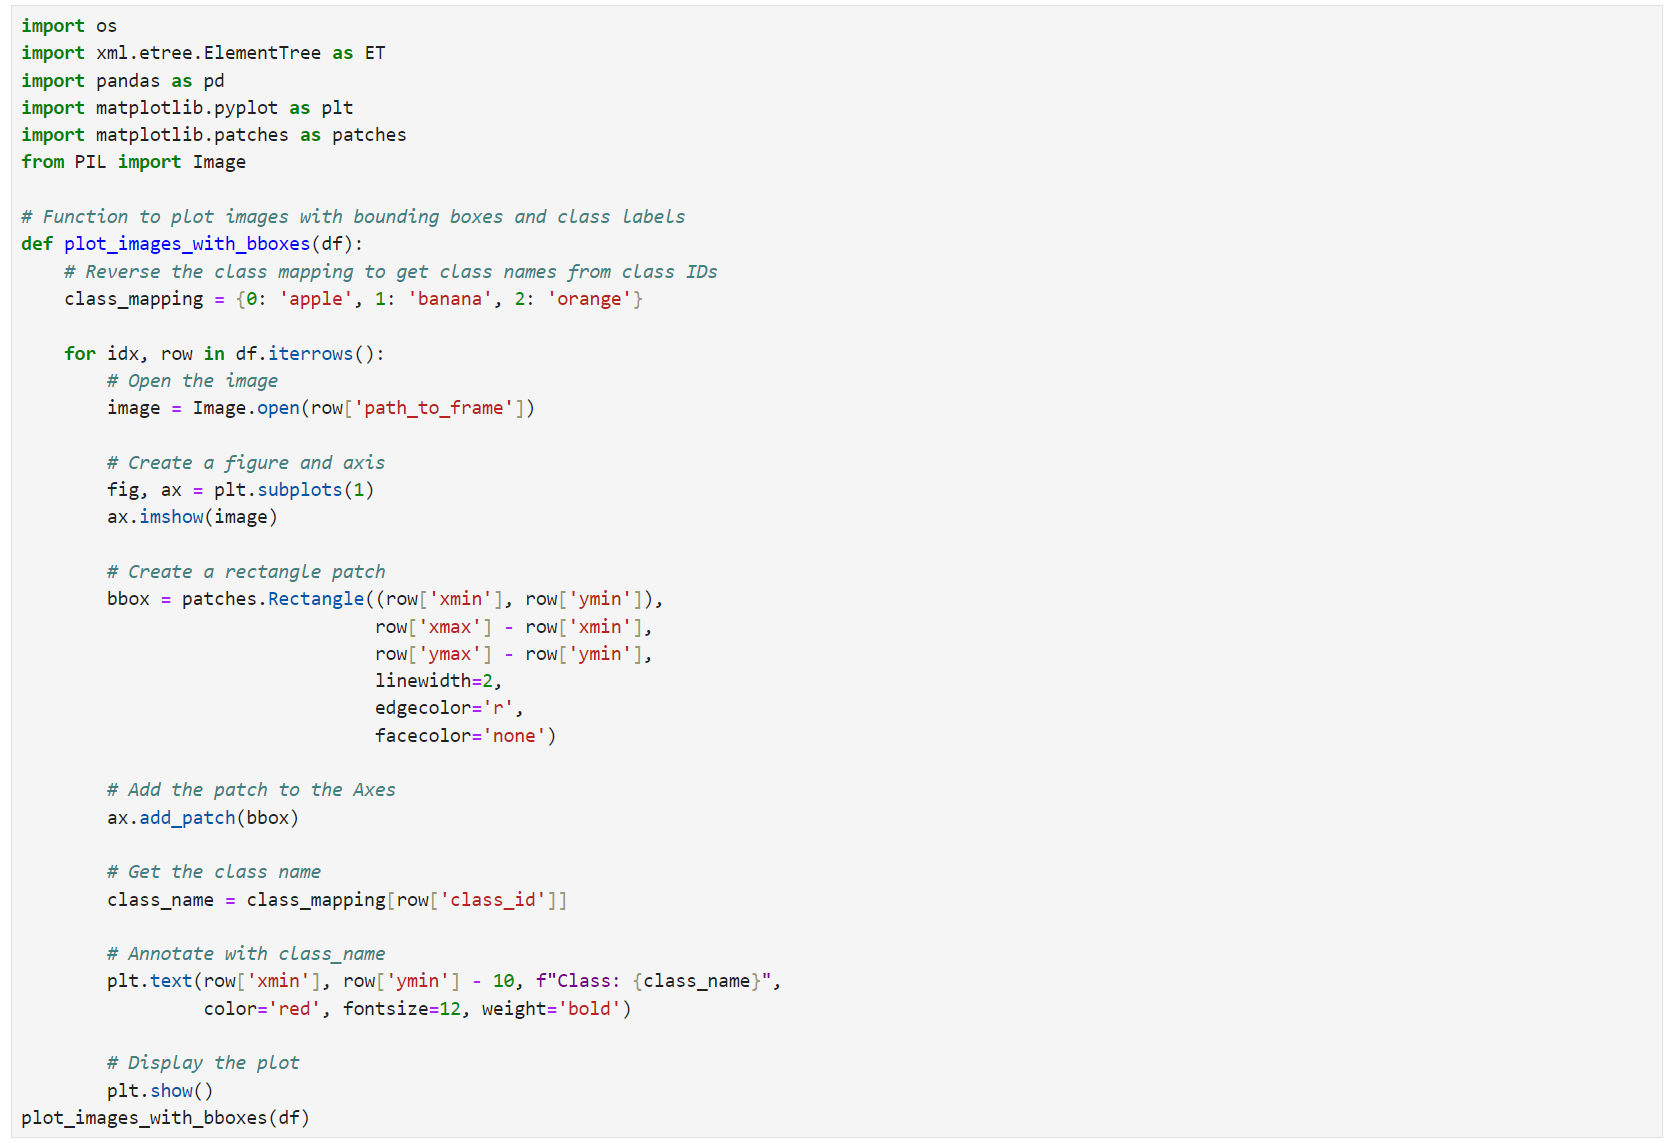 import os
import xml.etree.ElementTree as ET
import pandas as pd
import matplotlib.pyplot as plt
import matplotlib.patches as patches
from PIL import Image

# Function to plot images with bounding boxes and class labels
def plot_images_with_bboxes(df):
    # Reverse the class mapping to get class names from class IDs
    class_mapping = {0: 'apple', 1: 'banana', 2: 'orange'}

    for idx, row in df.iterrows():
        # Open the image
        image = Image.open(row['path_to_frame'])

        # Create a figure and axis
        fig, ax = plt.subplots(1)
        ax.imshow(image)

        # Create a rectangle patch
        bbox = patches.Rectangle((row['xmin'], row['ymin']),
                                 row['xmax'] - row['xmin'],
                                 row['ymax'] - row['ymin'],
                                 linewidth=2,
                                 edgecolor='r',
                                 facecolor='none')

        # Add the patch to the Axes
        ax.add_patch(bbox)

        # Get the class name
        class_name = class_mapping[row['class_id']]

        # Annotate with class_name
        plt.text(row['xmin'], row['ymin'] - 10, f"Class: {class_name}",
                 color='red', fontsize=12, weight='bold')

        # Display the plot
        plt.show()
plot_images_with_bboxes(df)